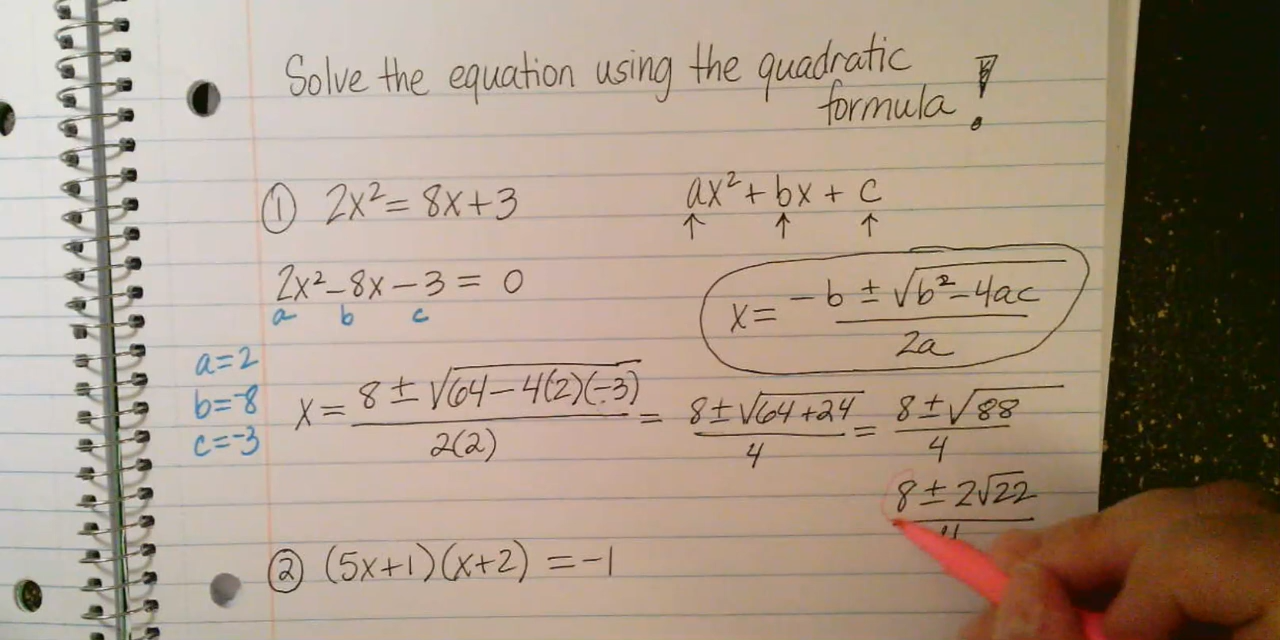 Solve the equation using the quadratic
formula!
① 2x² = 8x + 3
ax² + bx + c
↑ ↑ ↑
2x² - 8x - 3 = 0
a b c
x = (-b ± √(b² - 4ac)) / 2a
a = 2
b = -8
c = -3
x = (8 ± √(64 - 4(2)(-3))) / 2(2) = (8 ± √(64 + 24)) / 4 = (8 ± √88) / 4
(8 ± 2√22) / 4
② (5x+1)(x+2) = -1